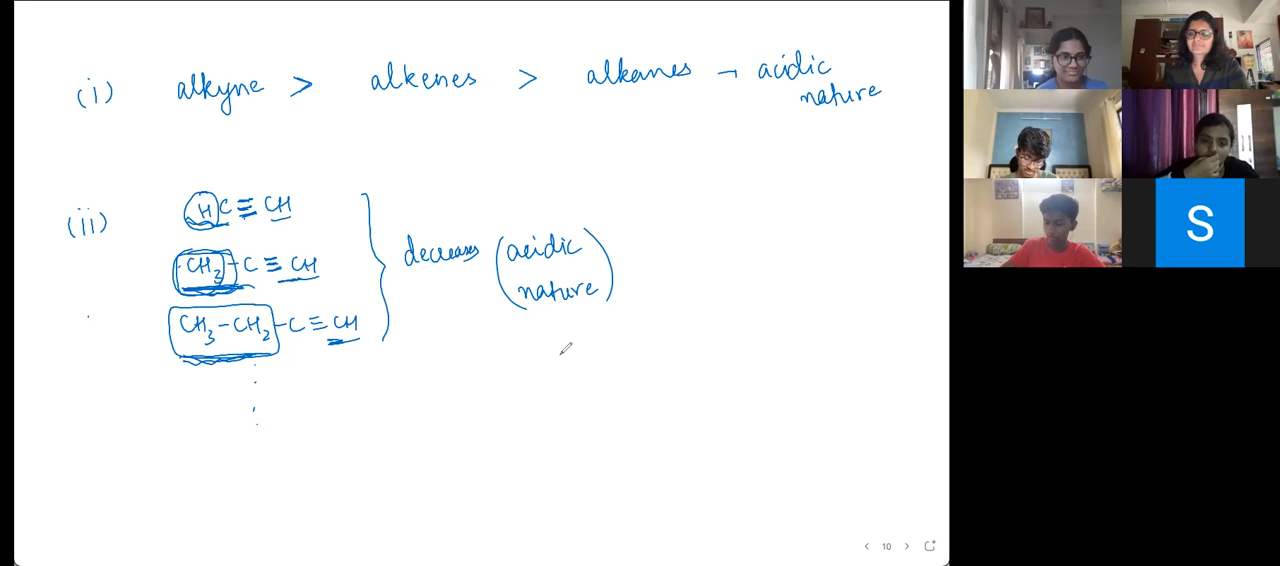 (i) alkyne > alkenes > alkanes → acidic
nature
(ii) HC ≡ CH
CH₃-C ≡ CH
CH₃-CH₂-C ≡ CH
decreases (acidic
nature)
10
S